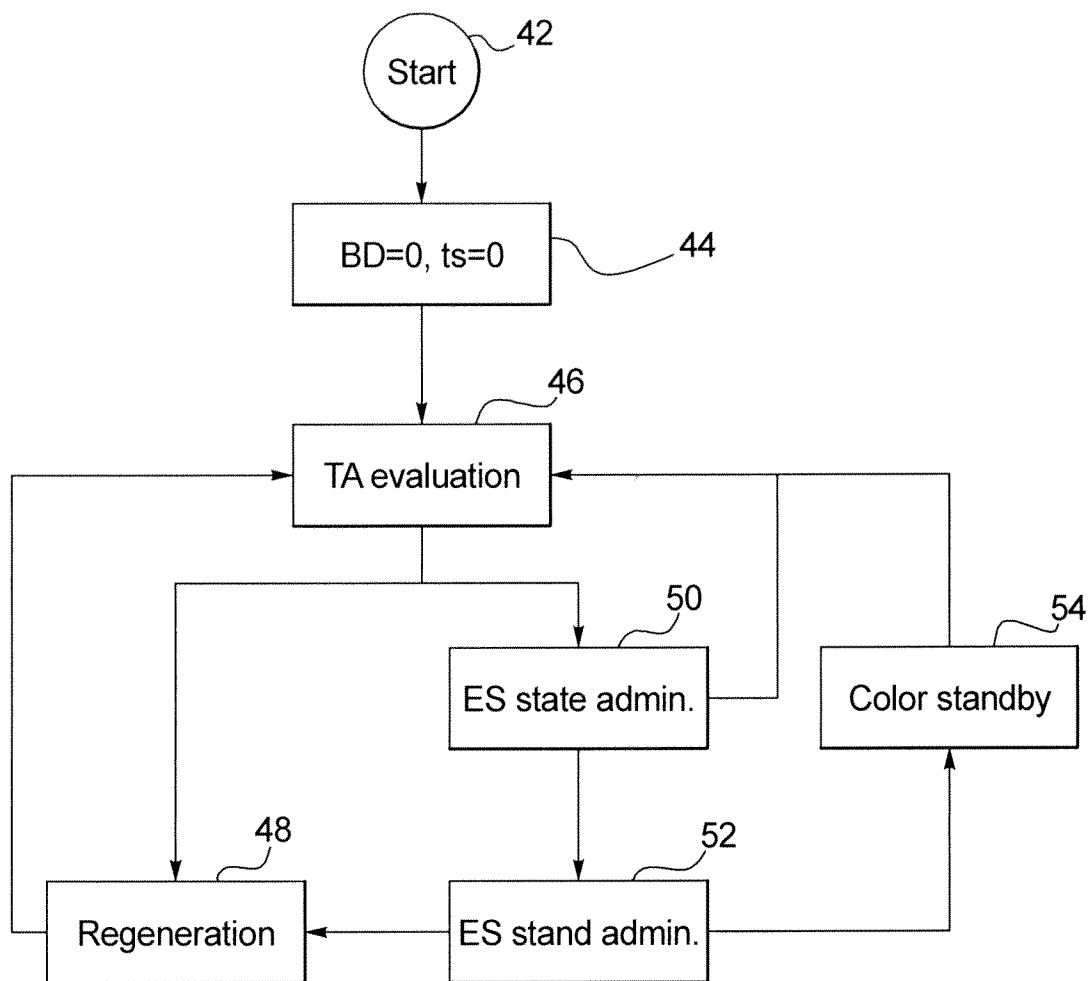 42
Start
44
BD=0, ts=0
46
TA evaluation
50
54
ES state admin.
Color standby
48
52
Regeneration
ES stand admin.